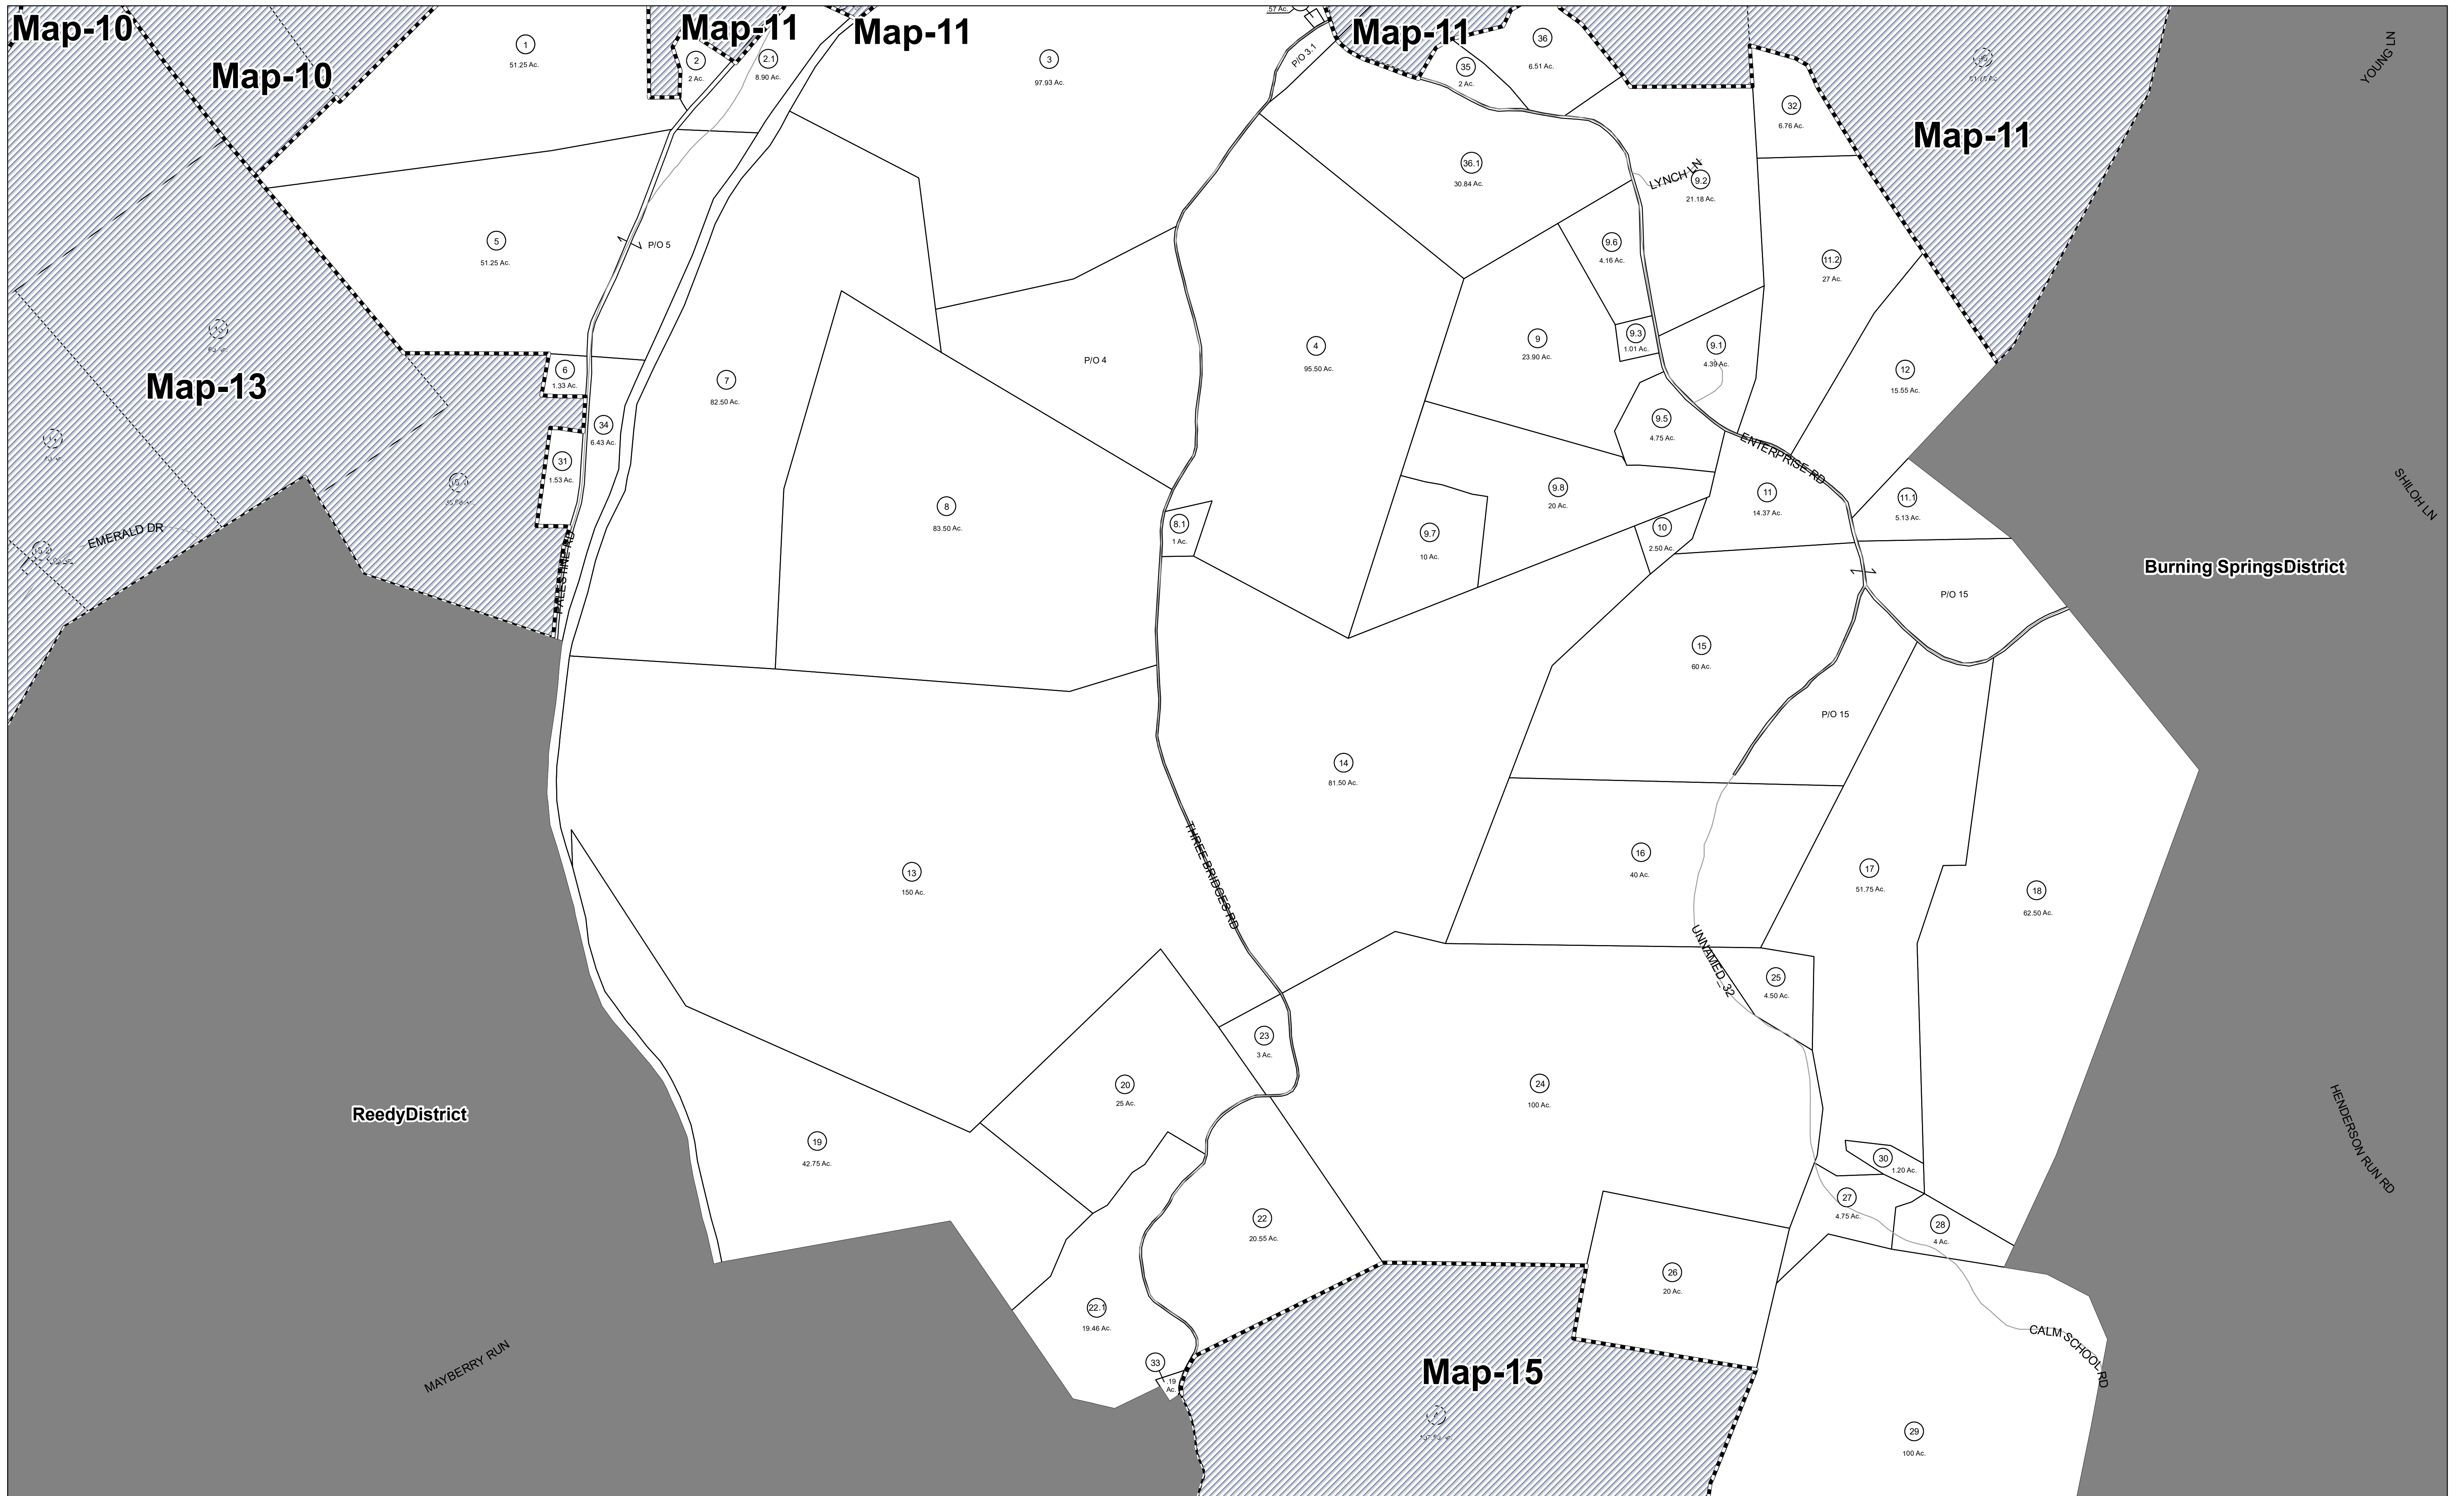 Map-10
Map-10
Map-11
Map-11
Map-11
Map-11
Map-13
Map-15
1
51.25 Ac.
2
2 Ac.
2.1
8.90 Ac.
3
97.93 Ac.
.57 Ac.
P/O 3.1
35
2 Ac.
36
6.51 Ac.
32
6.76 Ac.
YOUNG LN
36.1
30.84 Ac.
LYNCH LN
9.2
21.18 Ac.
5
51.25 Ac.
P/O 5
9.6
4.16 Ac.
11.2
27 Ac.
4
95.50 Ac.
9
23.90 Ac.
9.3
1.01 Ac.
9.1
4.39 Ac.
P/O 4
6
1.33 Ac.
7
82.50 Ac.
12
15.55 Ac.
34
6.43 Ac.
9.5
4.75 Ac.
ENTERPRISE RD
31
1.53 Ac.
8
83.50 Ac.
9.8
20 Ac.
11
14.37 Ac.
11.1
5.13 Ac.
SHILOH LN
EMERALD DR
8.1
1 Ac.
9.7
10 Ac.
10
2.50 Ac.
PALESTINE RD
Burning SpringsDistrict
P/O 15
15
60 Ac.
P/O 15
14
81.50 Ac.
THREE BRIDGES RD
13
150 Ac.
16
40 Ac.
17
51.75 Ac.
18
62.50 Ac.
UNNAMED_32
25
4.50 Ac.
23
3 Ac.
20
25 Ac.
24
100 Ac.
ReedyDistrict
19
42.75 Ac.
30
1.20 Ac.
HENDERSON RUN RD
27
4.75 Ac.
22
20.55 Ac.
28
4 Ac.
26
20 Ac.
22.1
19.46 Ac.
CALM SCHOOL RD
MAYBERRY RUN
33
.19
Ac.
29
100 Ac.